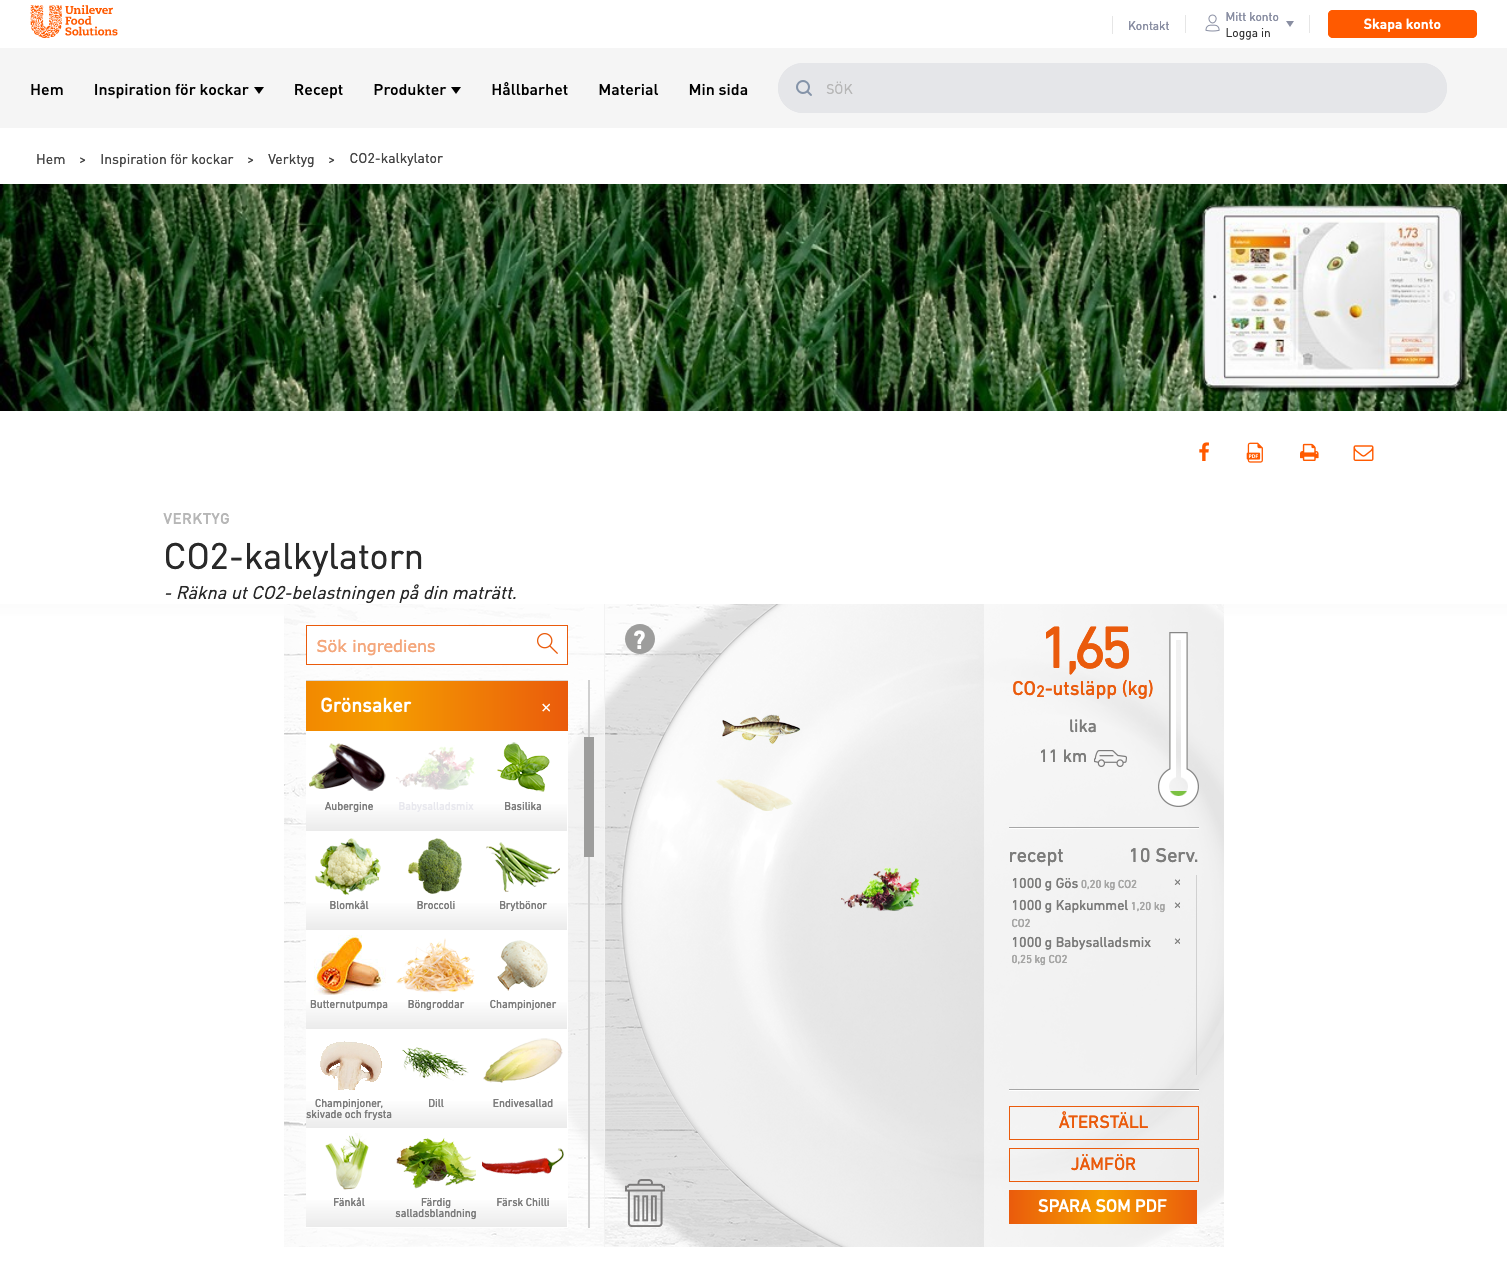 Unilever
Food
Solutions
Kontakt
Mitt konto
Logga in
Skapa konto
Hem Inspiration för kockar Recept Produkter Hållbarhet Material Min sida SÖK
Hem > Inspiration för kockar > Verktyg > CO2-kalkylator
1,73
recept
PDF
VERKTYG
CO2-kalkylatorn
- Räkna ut CO2-belastningen på din maträtt.
Sök ingrediens
?
Grönsaker ×
Aubergine Babysalladsmix Basilika
Blomkål Broccoli Brytbönor
Butternutpumpa Böngroddar Champinjoner
Champinjoner,
skivade och frysta
Dill Endivesallad
Fänkål Färdig
salladsblandning
Färsk Chilli
1,65
CO2-utsläpp (kg)
lika
11 km
recept 10 Serv.
1000 g Gös 0,20 kg CO2 ×
1000 g Kapkummel 1,20 kg ×
CO2
1000 g Babysalladsmix ×
0,25 kg CO2
ÅTERSTÄLL
JÄMFÖR
SPARA SOM PDF